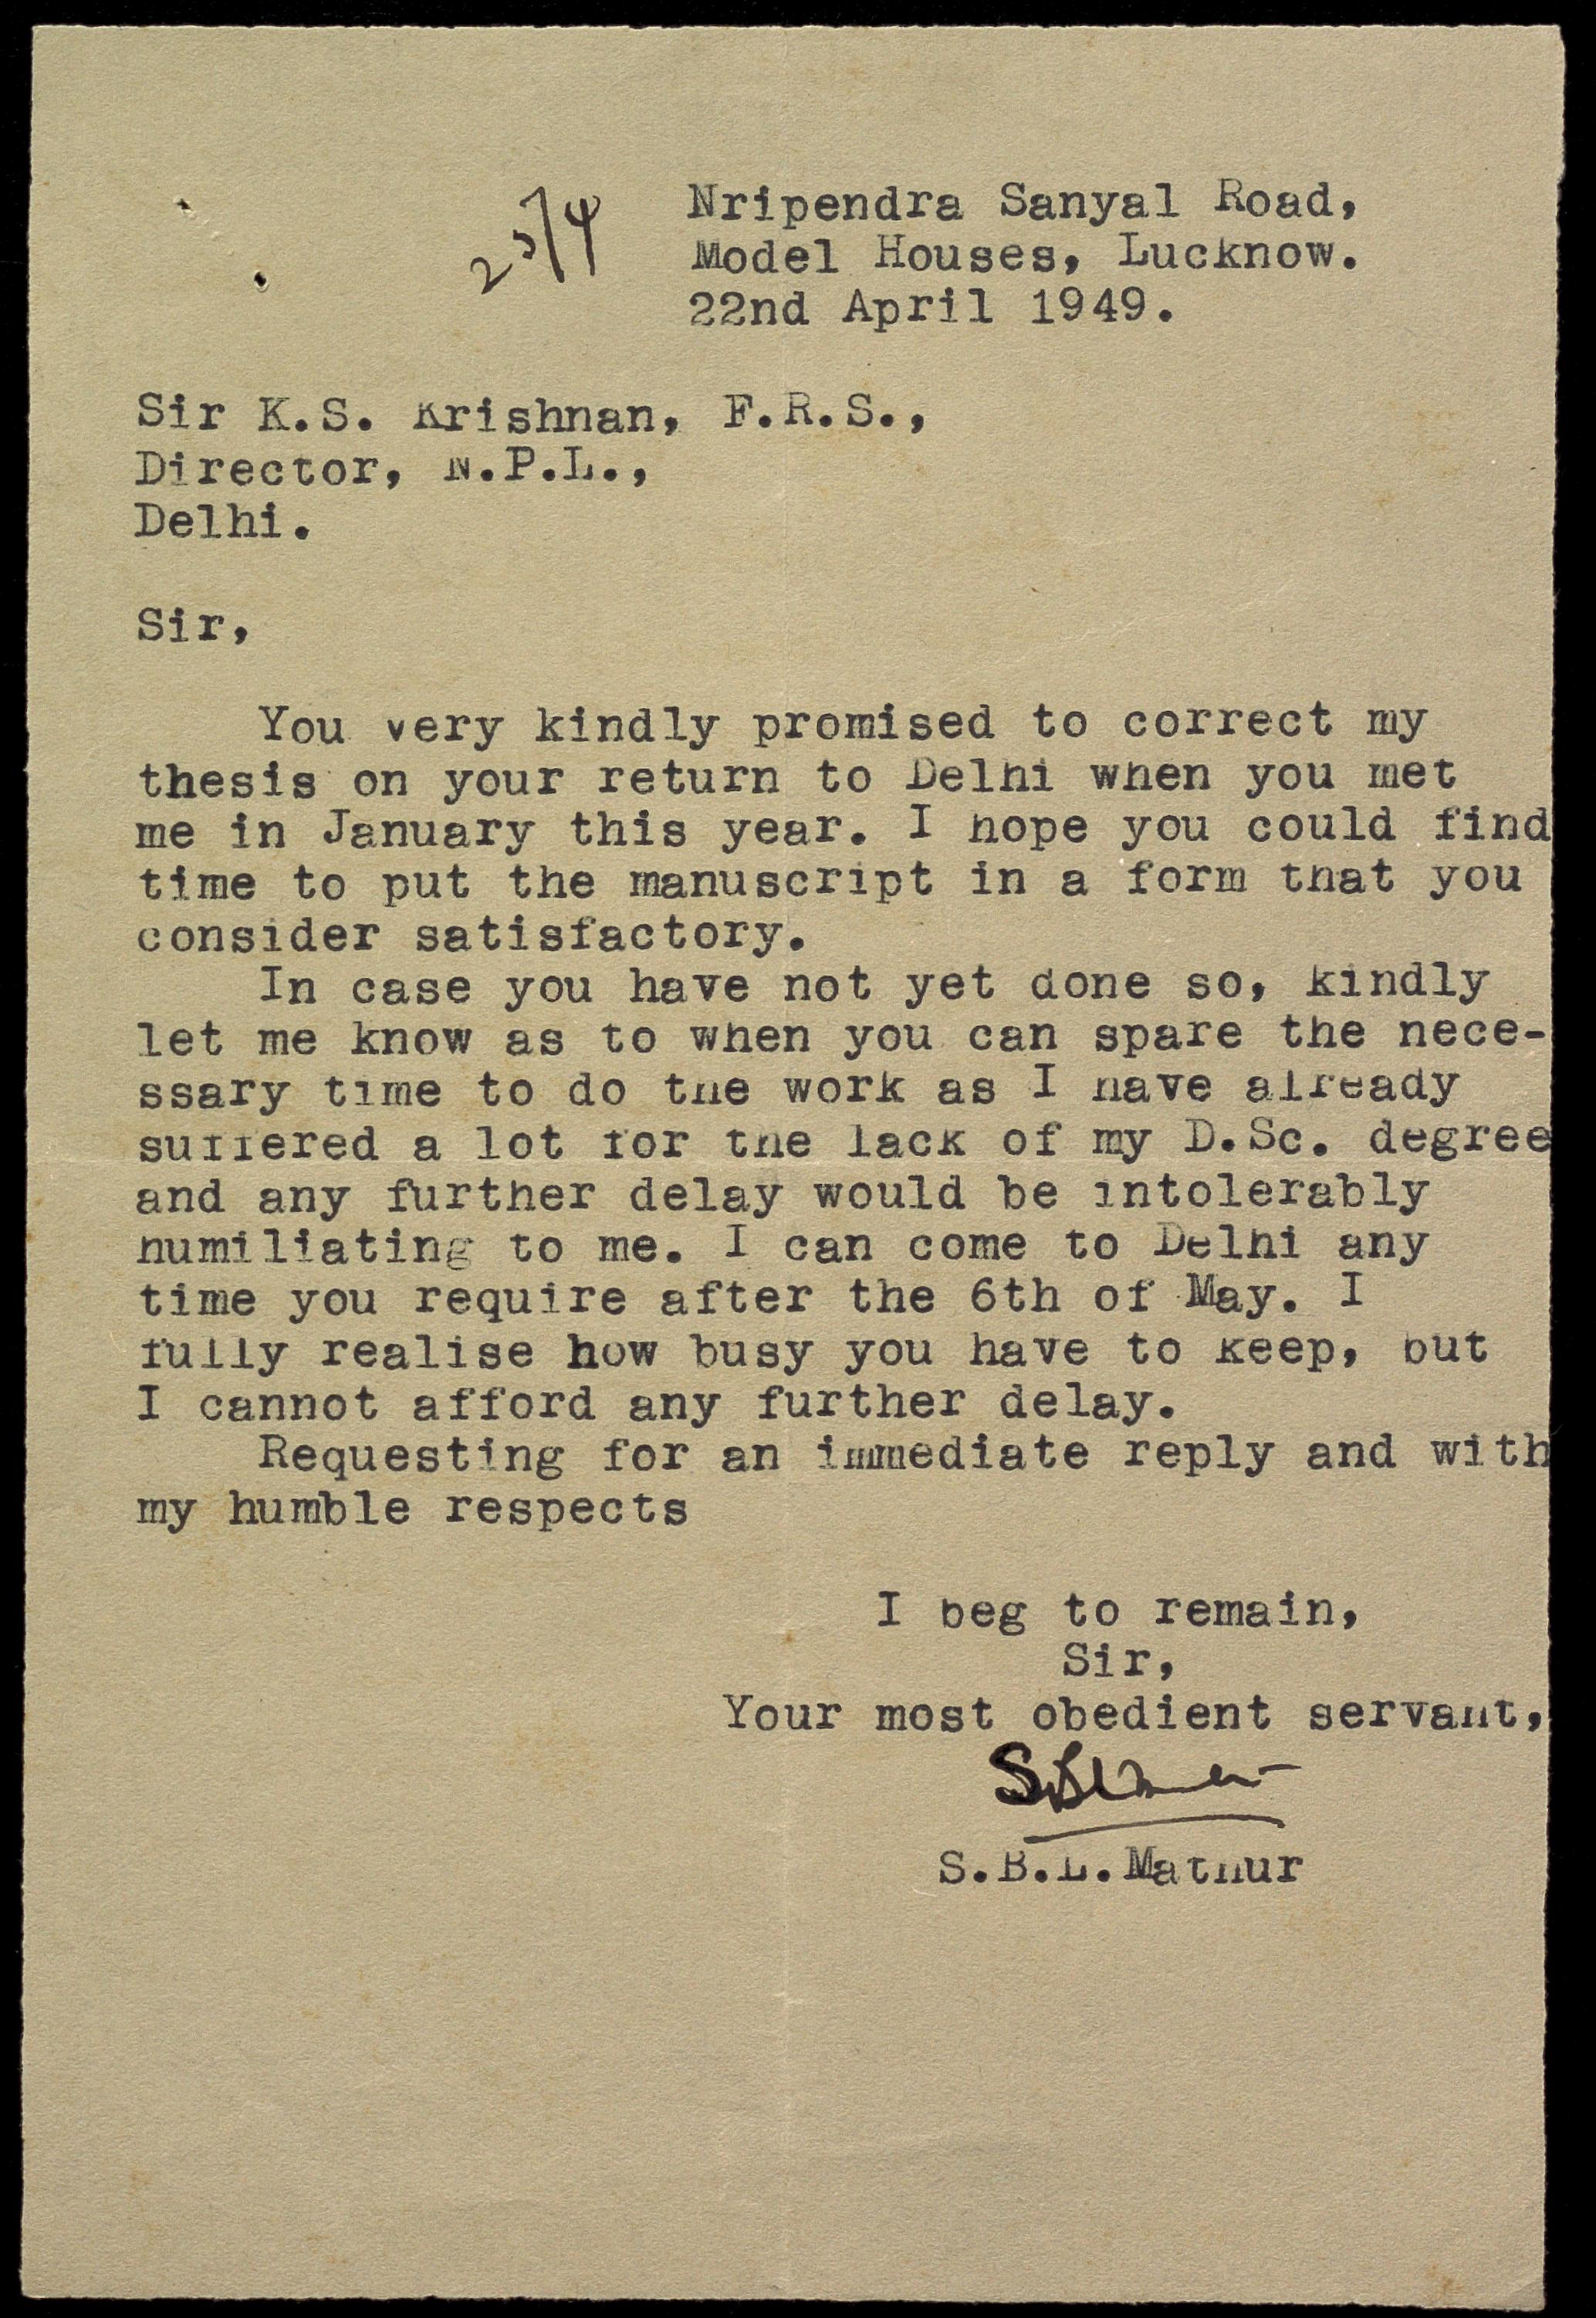 Nripendra Sanyal Road,
Model Houses, Lucknow.
22nd April 1949.
Sir K.S. Krishnan, F.R.S.,
Director, N.P.L.,
Delhi.
Sir,
You very kindly promised to correct my
thesis on your return to Delhi when you met
me in January this year. I hope you could find
time to put the manuscript in a form that you
consider satisfactory.
In case you have not yet done so, kindly
let me know as to when you can spare the nece-
ssary time to do the work as I have already
suffered a lot for the lack of my D.Sc. degree
and any further delay would be intolerably
humiliating to me. I can come to Delhi any
time you require after the 6th of May. I
fully realise how busy you have to keep, but
I cannot afford any further delay.
Requesting for an immediate reply and with
my humble respects
I beg to remain,
Sir,
Your most obedient servant,
S.B.L.Mathur